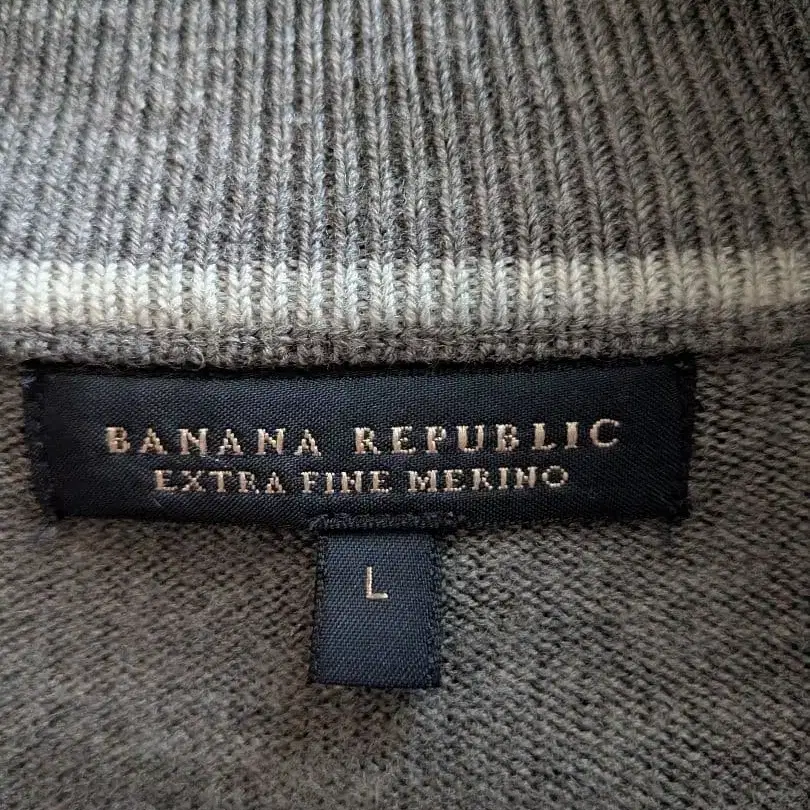 BANANA REPUBLIC
EXTRA FINE MERINO
L